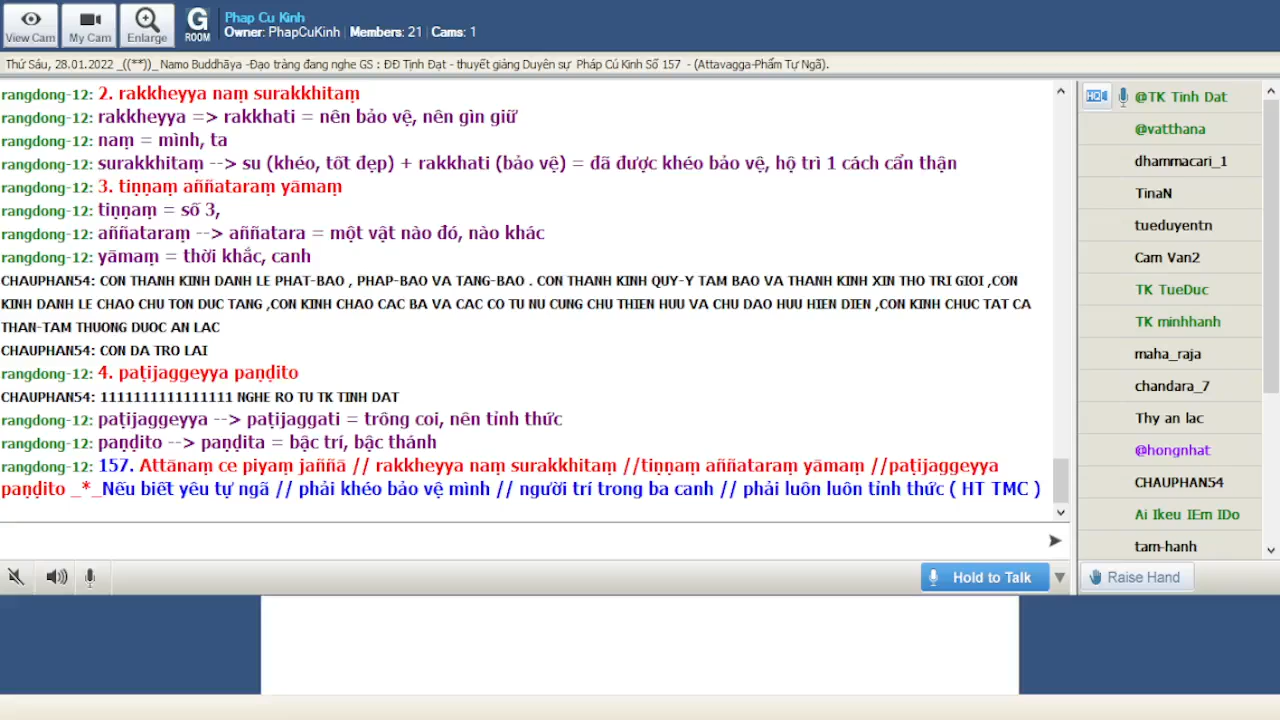 View Cam
My Cam
Enlarge
G
ROOM
Phap Cu Kinh
Owner: PhapCuKinh | Members: 21 | Cams: 1
Thứ Sáu, 28.01.2022 _((**))_ Namo Buddhāya -Đạo tràng đang nghe GS : ĐĐ Tịnh Đạt - thuyết giảng Duyên sự Pháp Cú Kinh Số 157 - (Attavagga-Phẩm Tự Ngã).
rangdong-12: 2. rakkheyya naṃ surakkhitaṃ
rangdong-12: rakkheyya => rakkhati = nên bảo vệ, nên gìn giữ
rangdong-12: naṃ = mình, ta
rangdong-12: surakkhitaṃ --> su (khéo, tốt đẹp) + rakkhati (bảo vệ) = đã được khéo bảo vệ, hộ trì 1 cách cẩn thận
rangdong-12: 3. tiṇṇaṃ aññataraṃ yāmaṃ
rangdong-12: tiṇṇaṃ = số 3,
rangdong-12: aññataraṃ --> aññatara = một vật nào đó, nào khác
rangdong-12: yāmaṃ = thời khắc, canh
CHAUPHAN54: CON THANH KINH DANH LE PHAT-BAO , PHAP-BAO VA TANG-BAO . CON THANH KINH QUY-Y TAM BAO VA THANH KINH XIN THO TRI GIOI ,CON
KINH DANH LE CHAO CHU TON DUC TANG ,CON KINH CHAO CAC BA VA CAC CO TU NU CUNG CHU THIEN HUU VA CHU DAO HUU HIEN DIEN ,CON KINH CHUC TAT CA
THAN-TAM THUONG DUOC AN LAC
CHAUPHAN54: CON DA TRO LAI
rangdong-12: 4. paṭijaggeyya paṇḍito
CHAUPHAN54: 1111111111111111 NGHE RO TU TK TINH DAT
rangdong-12: paṭijaggeyya --> paṭijaggati = trông coi, nên tỉnh thức
rangdong-12: paṇḍito --> paṇḍita = bậc trí, bậc thánh
rangdong-12: 157. Attānaṃ ce piyaṃ jaññā // rakkheyya naṃ surakkhitaṃ //tiṇṇaṃ aññataraṃ yāmaṃ //paṭijaggeyya
paṇḍito _*_Nếu biết yêu tự ngã // phải khéo bảo vệ mình // người trí trong ba canh // phải luôn luôn tỉnh thức ( HT TMC )
Hold to Talk
HQ
@TK Tinh Dat
@vatthana
dhammacari_1
TinaN
tueduyentn
Cam Van2
TK TueDuc
TK minhhanh
maha_raja
chandara_7
Thy an lac
@hongnhat
CHAUPHAN54
Ai Ikeu IEm IDo
tam-hanh
Raise Hand